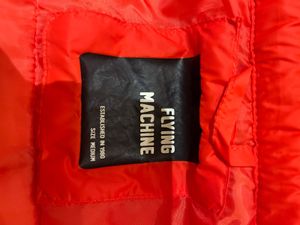 FLYING
MACHINE
ESTABLISHED IN 1980
SIZE MEDIUM